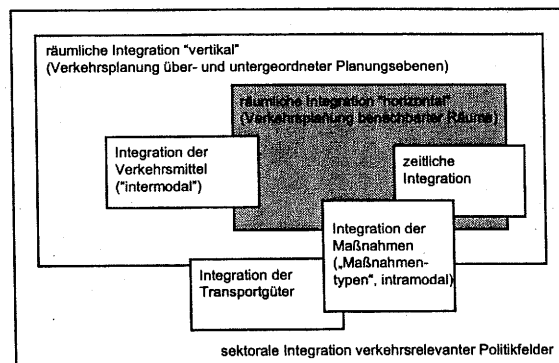 räumliche Integration "vertikal"
(Verkehrsplanung über- und untergeordneter Planungsebenen)
räumliche Integration "horizontal"
(Verkehrsplanung benachbarter Räume)
Integration der
Verkehrsmittel
("intermodal")
zeitliche
Integration
Integration der
Maßnahmen
(„Maßnahmen-
typen“, intramodal)
Integration der
Transportgüter
sektorale Integration verkehrsrelevanter Politikfelder